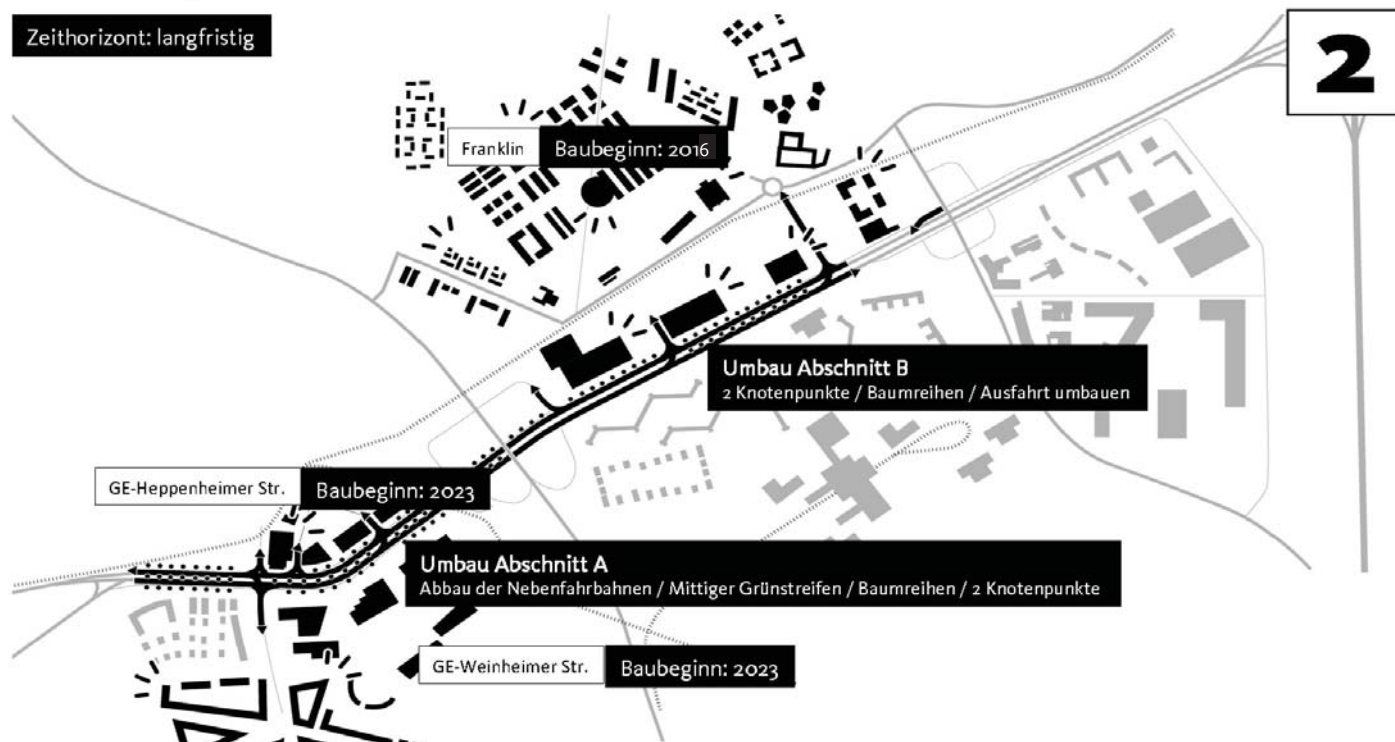 Zeithorizont: langfristig
2
Franklin
Baubeginn: 2016
Umbau Abschnitt B
2 Knotenpunkte / Baumreihen / Ausfahrt umbauen
GE-Heppenheimer Str.
Baubeginn: 2023
Umbau Abschnitt A
Abbau der Nebenfahrbahnen / Mittiger Grünstreifen / Baumreihen / 2 Knotenpunkte
GE-Weinheimer Str.
Baubeginn: 2023